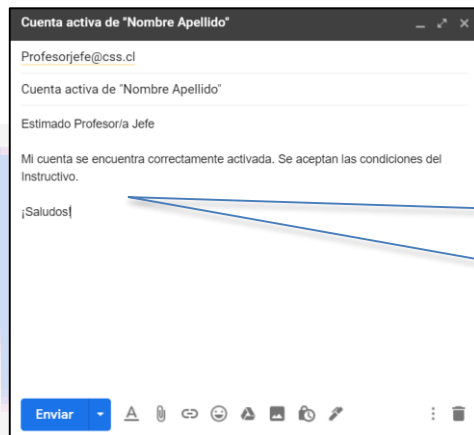 Cuenta activa de "Nombre Apellido"
Profesorjefe@css.cl
Cuenta activa de "Nombre Apellido"
Estimado Profesor/a Jefe
Mi cuenta se encuentra correctamente activada. Se aceptan las condiciones del
Instructivo.
¡Saludos!
Enviar